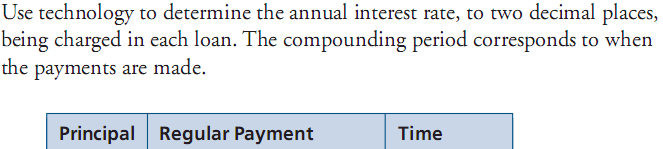 Use technology to determine the annual interest rate, to two decimal places,
being charged in each loan. The compounding period corresponds to when
the payments are made.
Principal Regular Payment Time